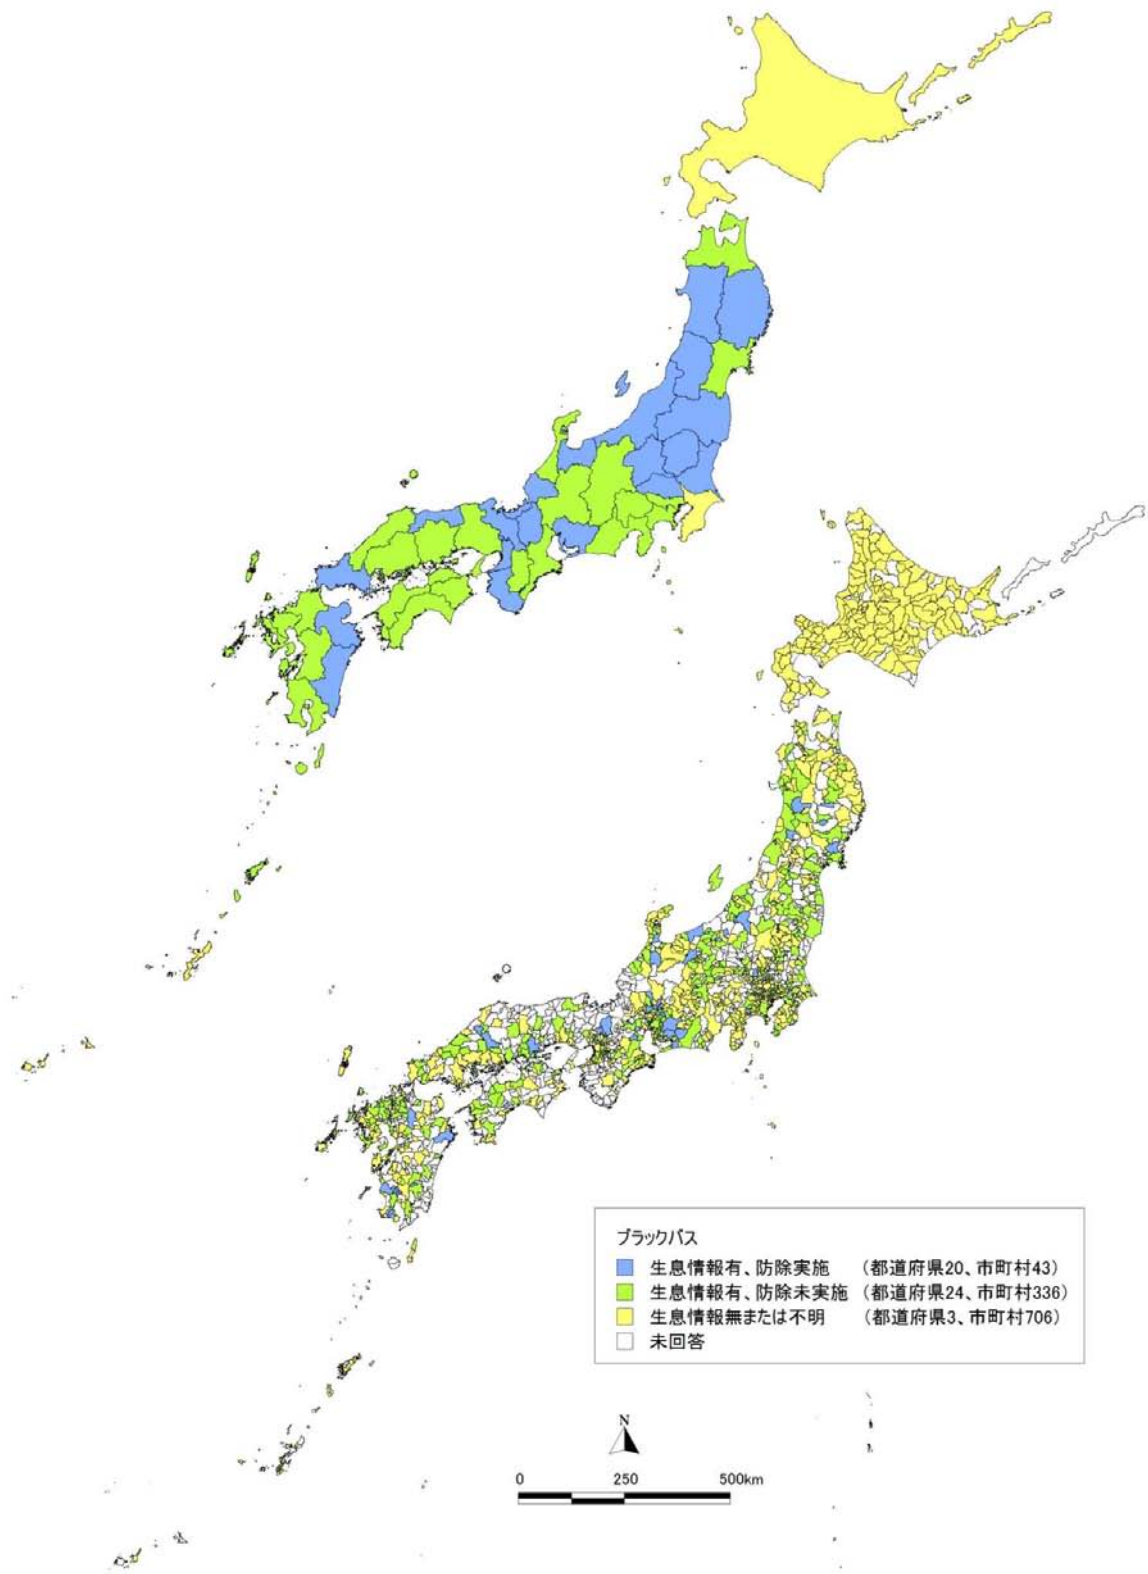 ブラックバス
生息情報有、防除実施 （都道府県20、市町村43）
生息情報有、防除未実施 （都道府県24、市町村336）
生息情報無または不明 （都道府県3、市町村706）
未回答
N
0 250 500km